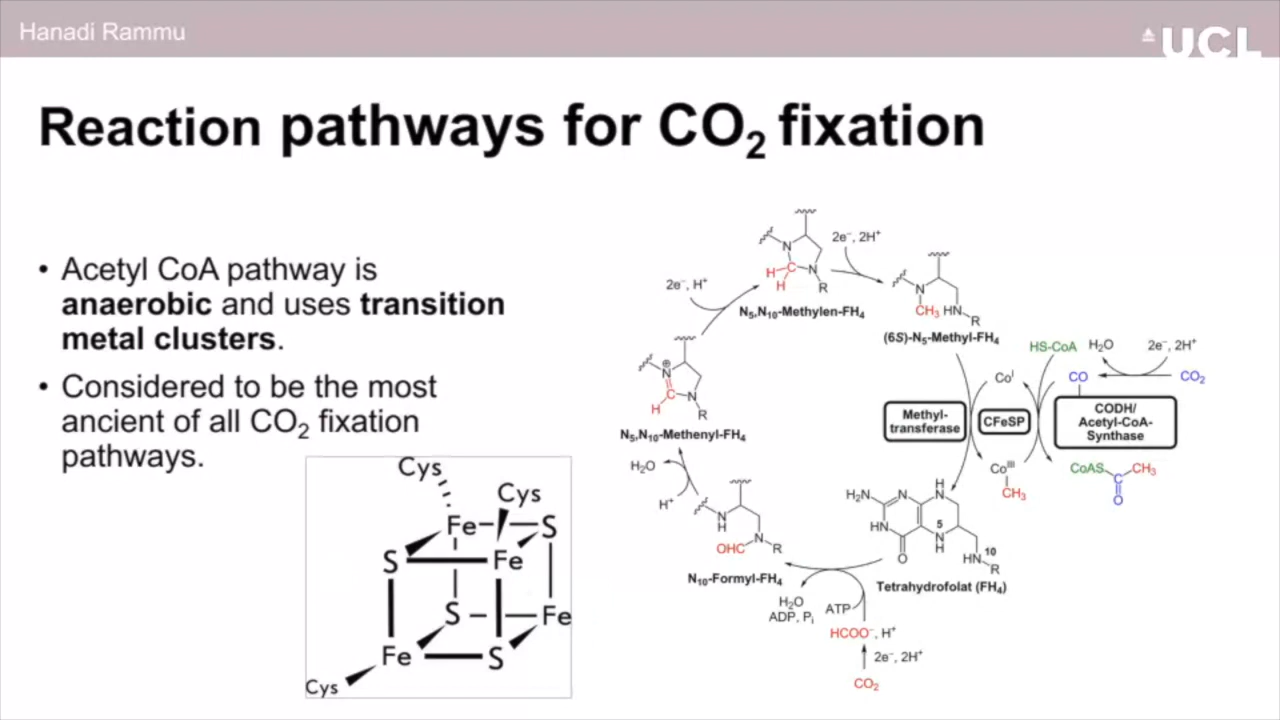 Hanadi Rammu
UCL
Reaction pathways for CO₂ fixation
• Acetyl CoA pathway is
anaerobic and uses transition
metal clusters.
• Considered to be the most
ancient of all CO₂ fixation
pathways.
Cys
Cys
Fe
S
S
Fe
S
Fe
Fe
S
Cys
N
H
C
N
H
R
N₅,N₁₀-Methylen-FH₄
2e⁻, 2H⁺
N
CH₃
HN
R
(6S)-N₅-Methyl-FH₄
2e⁻, H⁺
N
⊕
C
N
H
R
N₅,N₁₀-Methenyl-FH₄
HS-CoA
H₂O
2e⁻, 2H⁺
Coᴵ
CO
CO₂
Methyl-
transferase
CFeSP
CODH/
Acetyl-CoA-
Synthase
Coᴵᴵᴵ
CH₃
CoAS
C
CH₃
O
H₂O
H⁺
N
H
N
R
OHC
N₁₀-Formyl-FH₄
H₂N
N
H
N
HN
5
N
H
O
10
HN
R
Tetrahydrofolat (FH₄)
H₂O
ADP, Pᵢ
ATP
HCOO⁻, H⁺
2e⁻, 2H⁺
CO₂